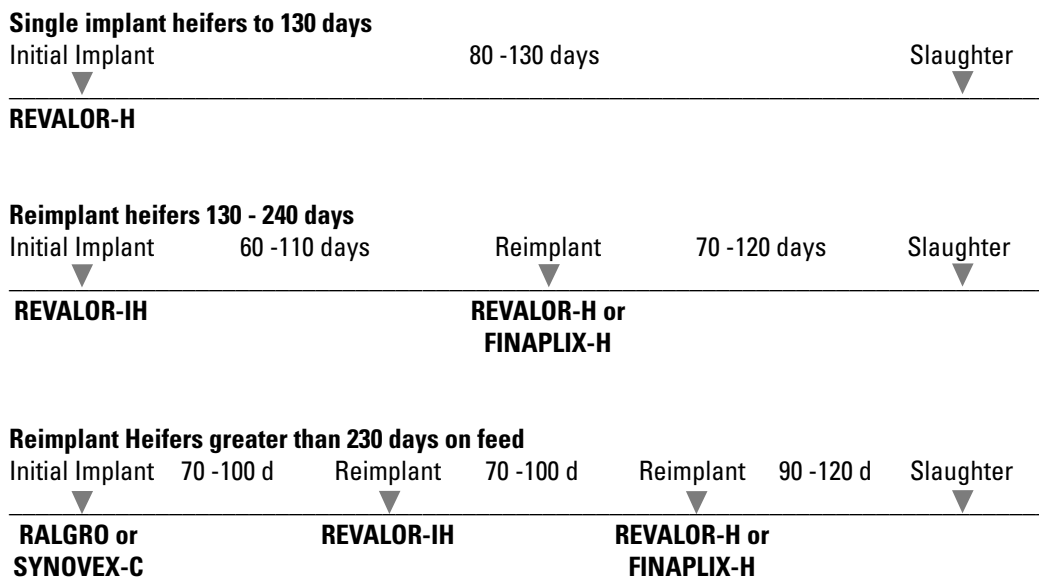 Single implant heifers to 130 days
Initial Implant 80 -130 days Slaughter
REVALOR-H
Reimplant heifers 130 - 240 days
Initial Implant 60 -110 days Reimplant 70 -120 days Slaughter
REVALOR-IH REVALOR-H or
FINAPLIX-H
Reimplant Heifers greater than 230 days on feed
Initial Implant 70 -100 d Reimplant 70 -100 d Reimplant 90 -120 d Slaughter
RALGRO or REVALOR-IH REVALOR-H or
SYNOVEX-C FINAPLIX-H